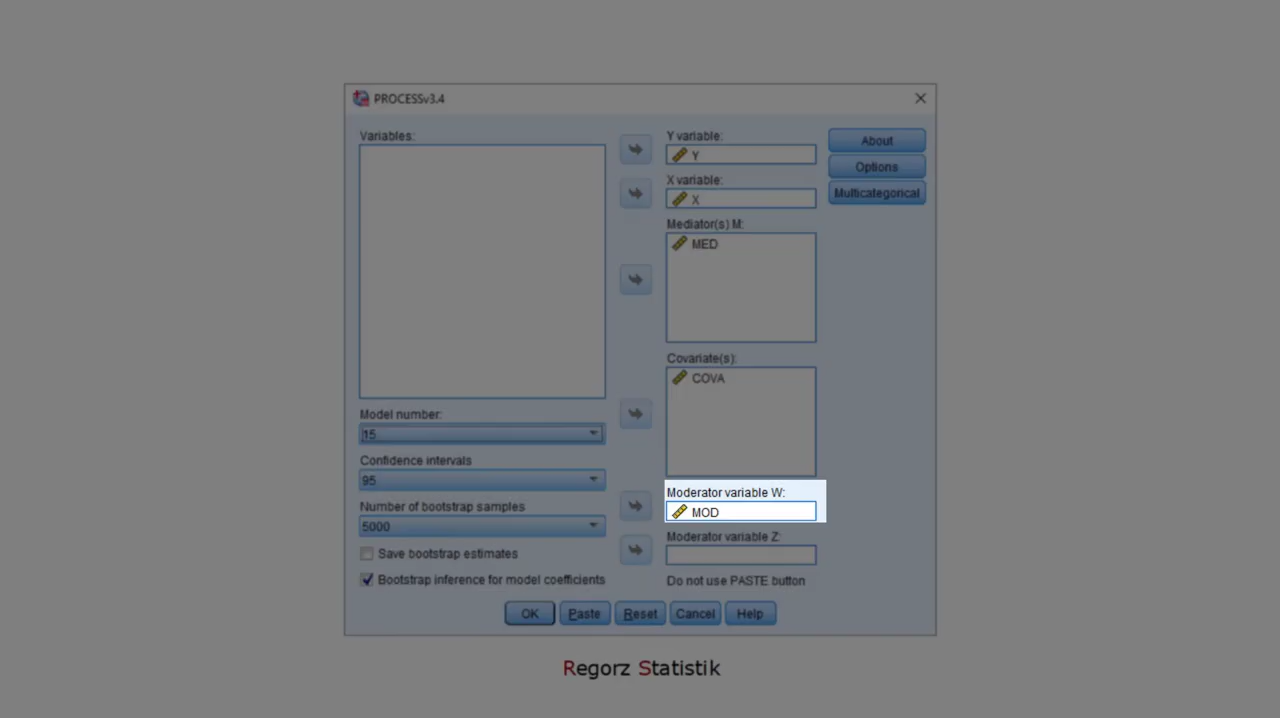 PROCESSv3.4
Variables:
Y variable:
Y
X variable:
X
Mediator(s) M:
MED
Covariate(s):
COVA
Moderator variable W:
MOD
Moderator variable Z:
Do not use PASTE button
About
Options
Multicategorical
Model number:
15
Confidence intervals
95
Number of bootstrap samples
5000
Save bootstrap estimates
Bootstrap inference for model coefficients
OK
Paste
Reset
Cancel
Help
Regorz Statistik